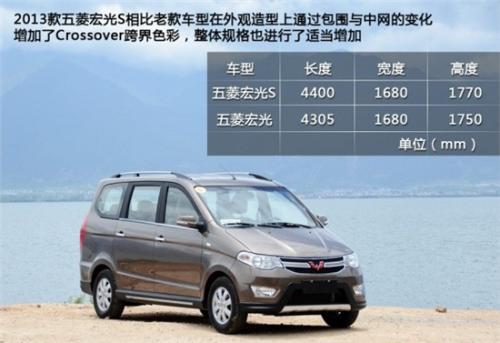 2013款五菱宏光S相比老款车型在外观造型上通过包围与中网的变化
增加了Crossover跨界色彩，整体规格也进行了适当增加
车型 长度 宽度 高度
五菱宏光S 4400 1680 1770
五菱宏光 4305 1680 1750
单位（mm）